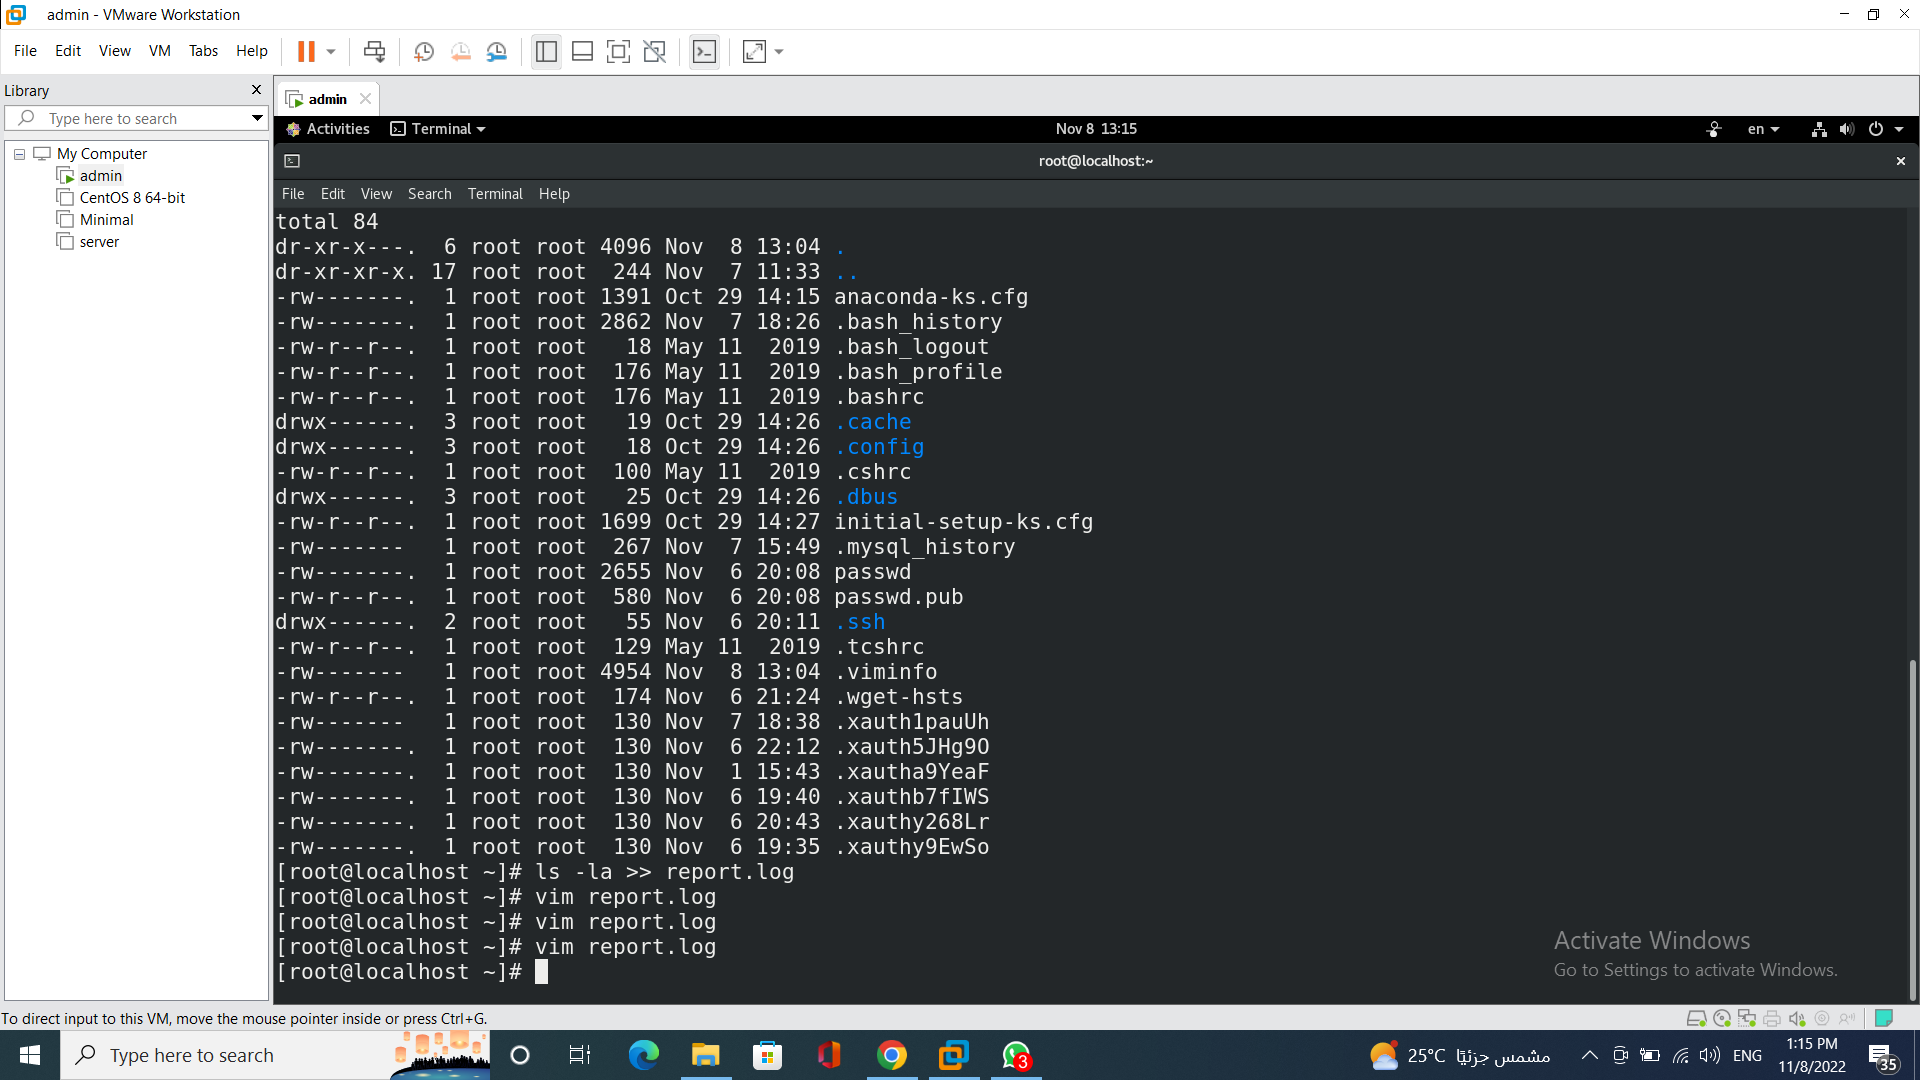 admin - VMware Workstation
File Edit View VM Tabs Help
Library
Type here to search
My Computer
admin
CentOS 8 64-bit
Minimal
server
admin
Activities Terminal Nov 8 13:15 en
root@localhost:~
File Edit View Search Terminal Help
total 84
dr-xr-x---. 6 root root 4096 Nov 8 13:04 .
dr-xr-xr-x. 17 root root 244 Nov 7 11:33 ..
-rw-------. 1 root root 1391 Oct 29 14:15 anaconda-ks.cfg
-rw-------. 1 root root 2862 Nov 7 18:26 .bash_history
-rw-r--r--. 1 root root 18 May 11 2019 .bash_logout
-rw-r--r--. 1 root root 176 May 11 2019 .bash_profile
-rw-r--r--. 1 root root 176 May 11 2019 .bashrc
drwx------. 3 root root 19 Oct 29 14:26 .cache
drwx------. 3 root root 18 Oct 29 14:26 .config
-rw-r--r--. 1 root root 100 May 11 2019 .cshrc
drwx------. 3 root root 25 Oct 29 14:26 .dbus
-rw-r--r--. 1 root root 1699 Oct 29 14:27 initial-setup-ks.cfg
-rw------- 1 root root 267 Nov 7 15:49 .mysql_history
-rw-------. 1 root root 2655 Nov 6 20:08 passwd
-rw-r--r--. 1 root root 580 Nov 6 20:08 passwd.pub
drwx------. 2 root root 55 Nov 6 20:11 .ssh
-rw-r--r--. 1 root root 129 May 11 2019 .tcshrc
-rw------- 1 root root 4954 Nov 8 13:04 .viminfo
-rw-r--r--. 1 root root 174 Nov 6 21:24 .wget-hsts
-rw------- 1 root root 130 Nov 7 18:38 .xauth1pauUh
-rw-------. 1 root root 130 Nov 6 22:12 .xauth5JHg9O
-rw-------. 1 root root 130 Nov 1 15:43 .xautha9YeaF
-rw-------. 1 root root 130 Nov 6 19:40 .xauthb7fIWS
-rw-------. 1 root root 130 Nov 6 20:43 .xauthy268Lr
-rw-------. 1 root root 130 Nov 6 19:35 .xauthy9EwSo
[root@localhost ~]# ls -la >> report.log
[root@localhost ~]# vim report.log
[root@localhost ~]# vim report.log
[root@localhost ~]# vim report.log
[root@localhost ~]#
Activate Windows
Go to Settings to activate Windows.
To direct input to this VM, move the mouse pointer inside or press Ctrl+G.
Type here to search
3
25°C مشمس جزئيًا
ENG
1:15 PM
11/8/2022
35